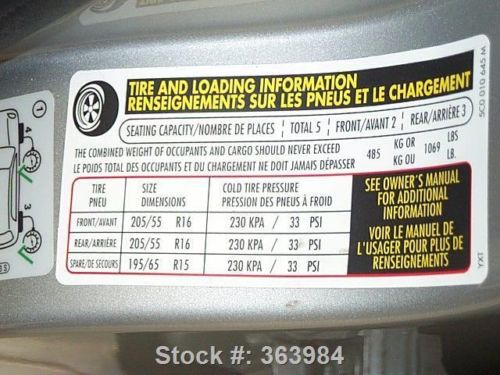 TIRE AND LOADING INFORMATION
RENSEIGNEMENTS SUR LES PNEUS ET LE CHARGEMENT
SEATING CAPACITY/NOMBRE DE PLACES | TOTAL 5 | FRONT/AVANT 2 | REAR/ARRIÈRE 3
THE COMBINED WEIGHT OF OCCUPANTS AND CARGO SHOULD NEVER EXCEED 485 KG OR 1069 LBS
LE POIDS TOTAL DES OCCUPANTS ET DU CHARGEMENT NE DOIT JAMAIS DÉPASSER KG OU LB.
TIRE SIZE COLD TIRE PRESSURE
PNEU DIMENSIONS PRESSION DES PNEUS À FROID
FRONT/AVANT 205/55 R16 230 KPA / 33 PSI
REAR/ARRIÈRE 205/55 R16 230 KPA / 33 PSI
SPARE/DE SECOURS 195/65 R15 230 KPA / 33 PSI
SEE OWNER'S MANUAL
FOR ADDITIONAL
INFORMATION
VOIR LE MANUEL DE
L'USAGER POUR PLUS DE
RENSEIGNEMENTS
5C0 010 645 M
YXT
4
3
Stock #: 363984